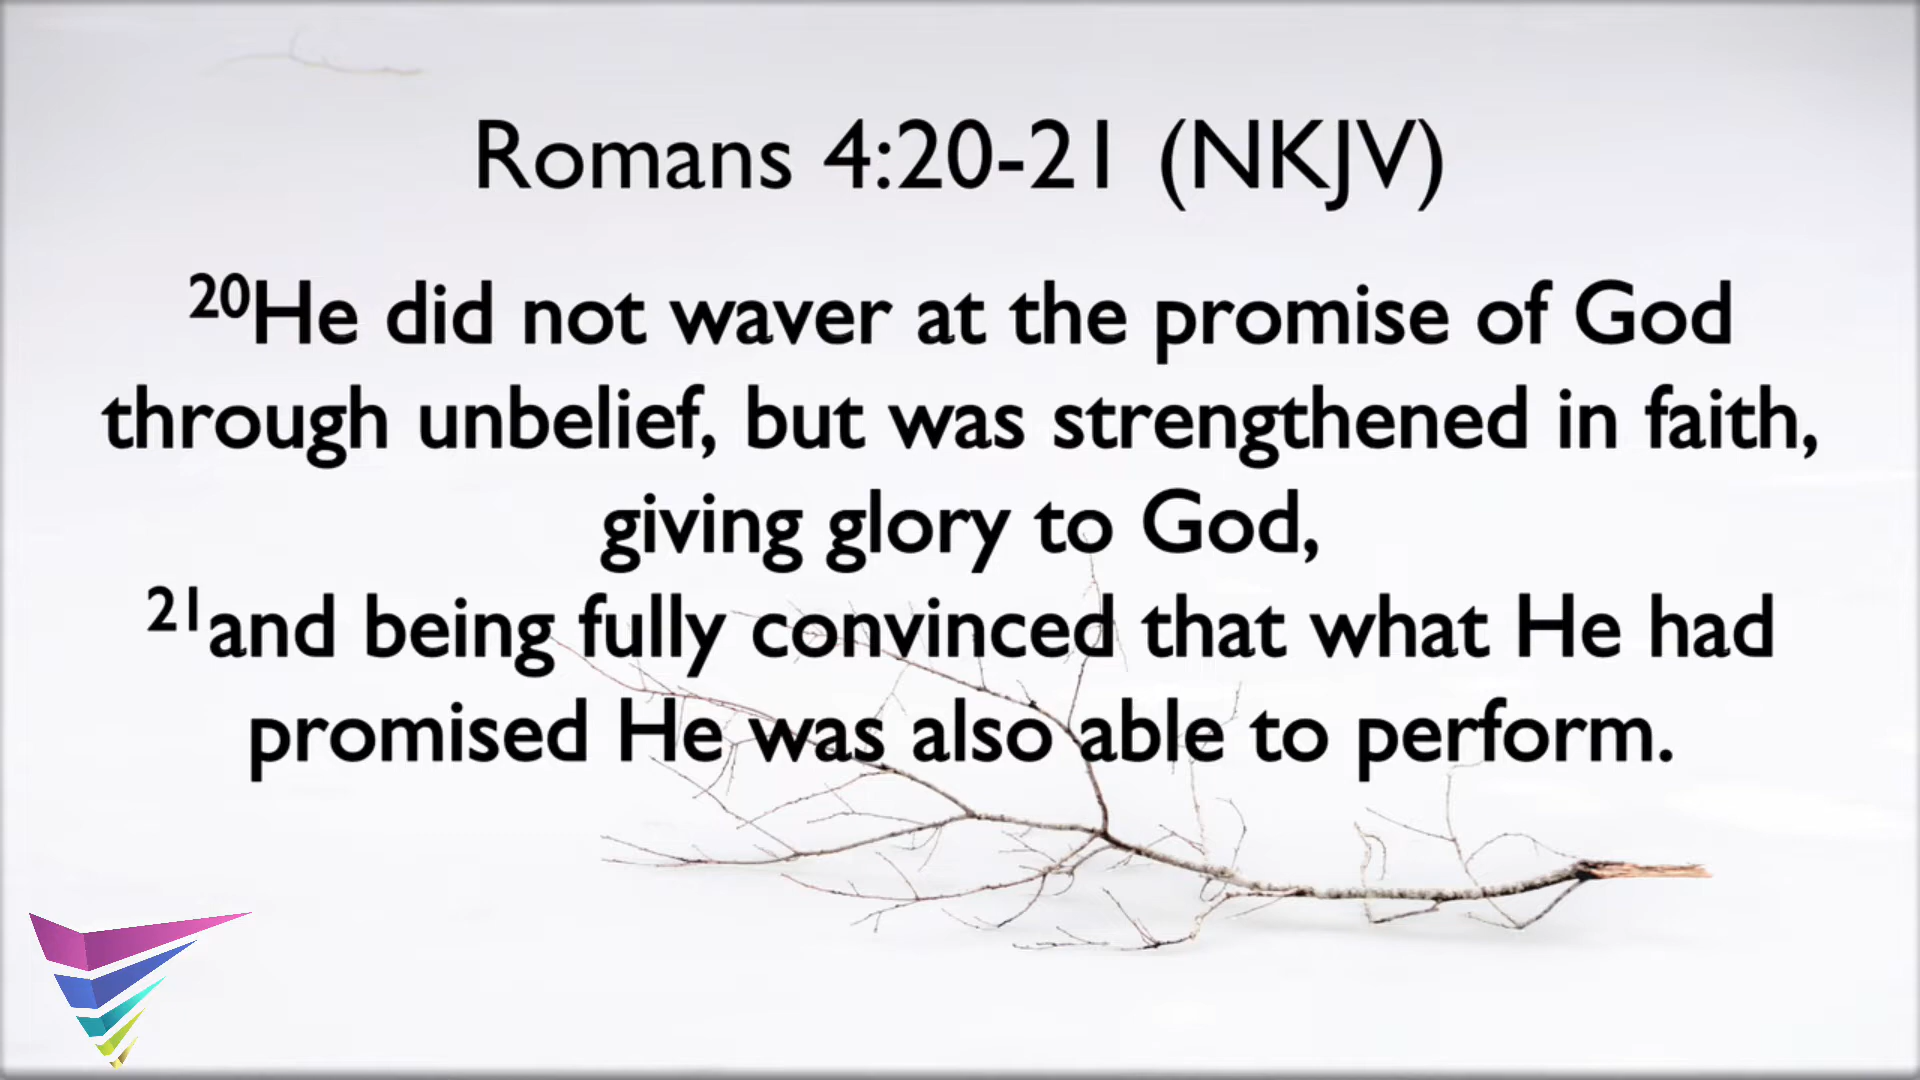 Romans 4:20-21 (NKJV)
20He did not waver at the promise of God
through unbelief, but was strengthened in faith,
giving glory to God,
21and being fully convinced that what He had
promised He was also able to perform.